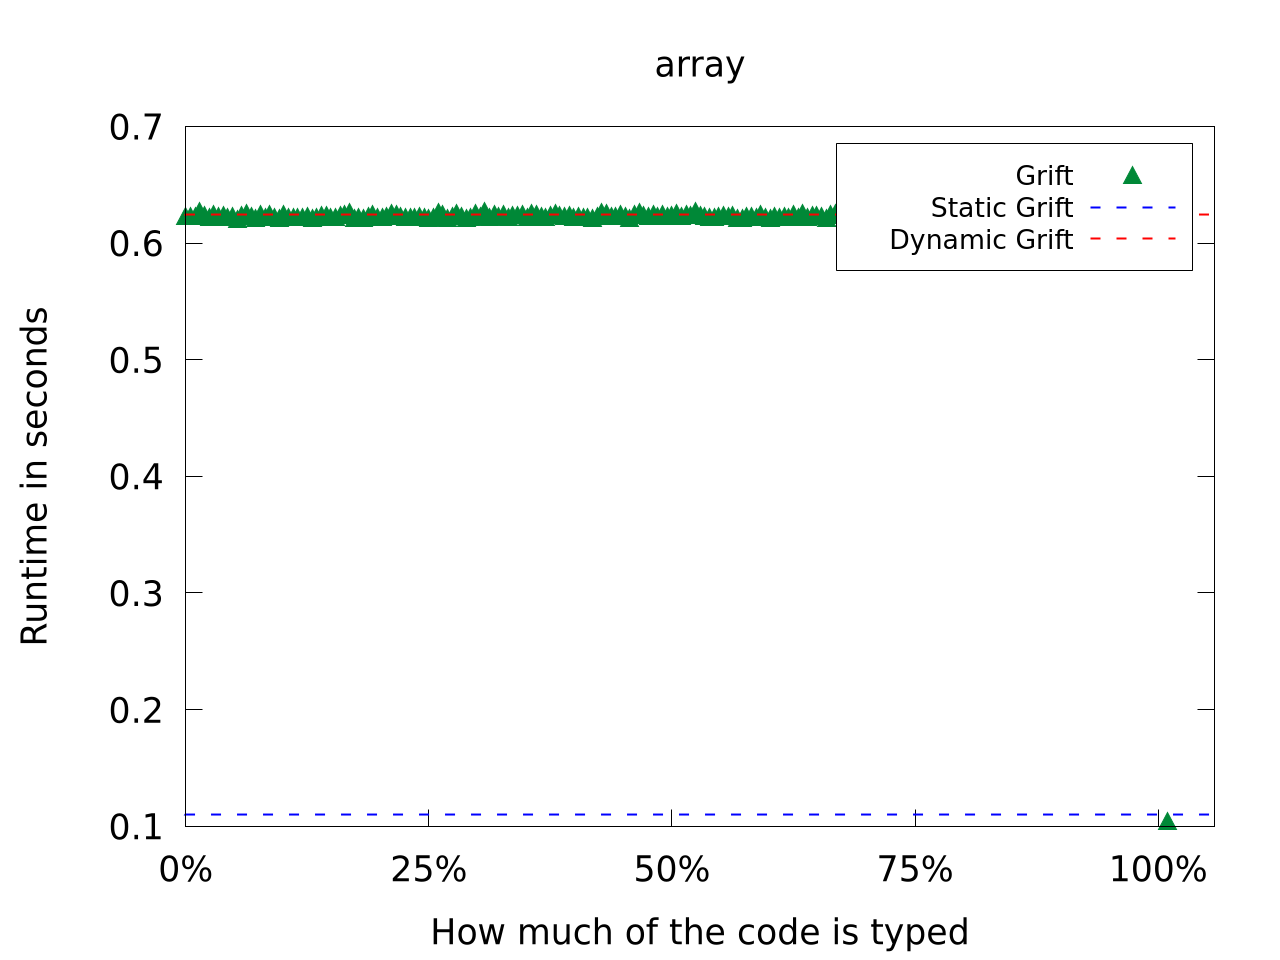 array
0.7
0.6
0.5
0.4
0.3
0.2
0.1
Runtime in seconds
Grift
Static Grift
Dynamic Grift
0% 25% 50% 75% 100%
How much of the code is typed